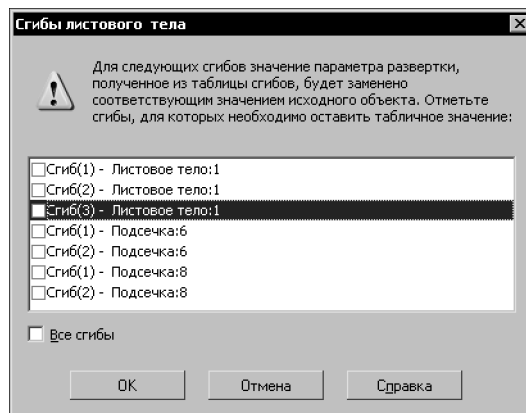 Сгибы листового тела
Для следующих сгибов значение параметра развертки,
полученное из таблицы сгибов, будет заменено
соответствующим значением исходного объекта. Отметьте
сгибы, для которых необходимо оставить табличное значение:
Сгиб(1) - Листовое тело:1
Сгиб(2) - Листовое тело:1
Сгиб(3) - Листовое тело:1
Сгиб(1) - Подсечка:6
Сгиб(2) - Подсечка:6
Сгиб(1) - Подсечка:8
Сгиб(2) - Подсечка:8
Все сгибы
OK Отмена Справка